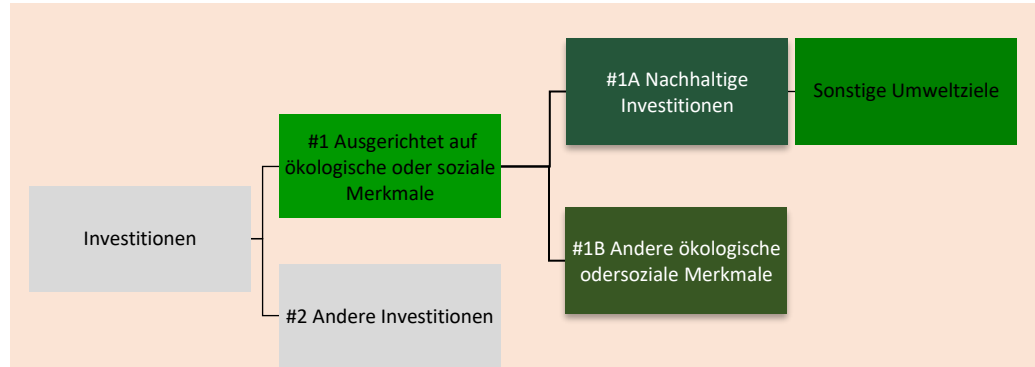 Investitionen
#1 Ausgerichtet auf
ökologische oder soziale
Merkmale
#2 Andere Investitionen
#1A Nachhaltige
Investitionen
Sonstige Umweltziele
#1B Andere ökologische
odersoziale Merkmale